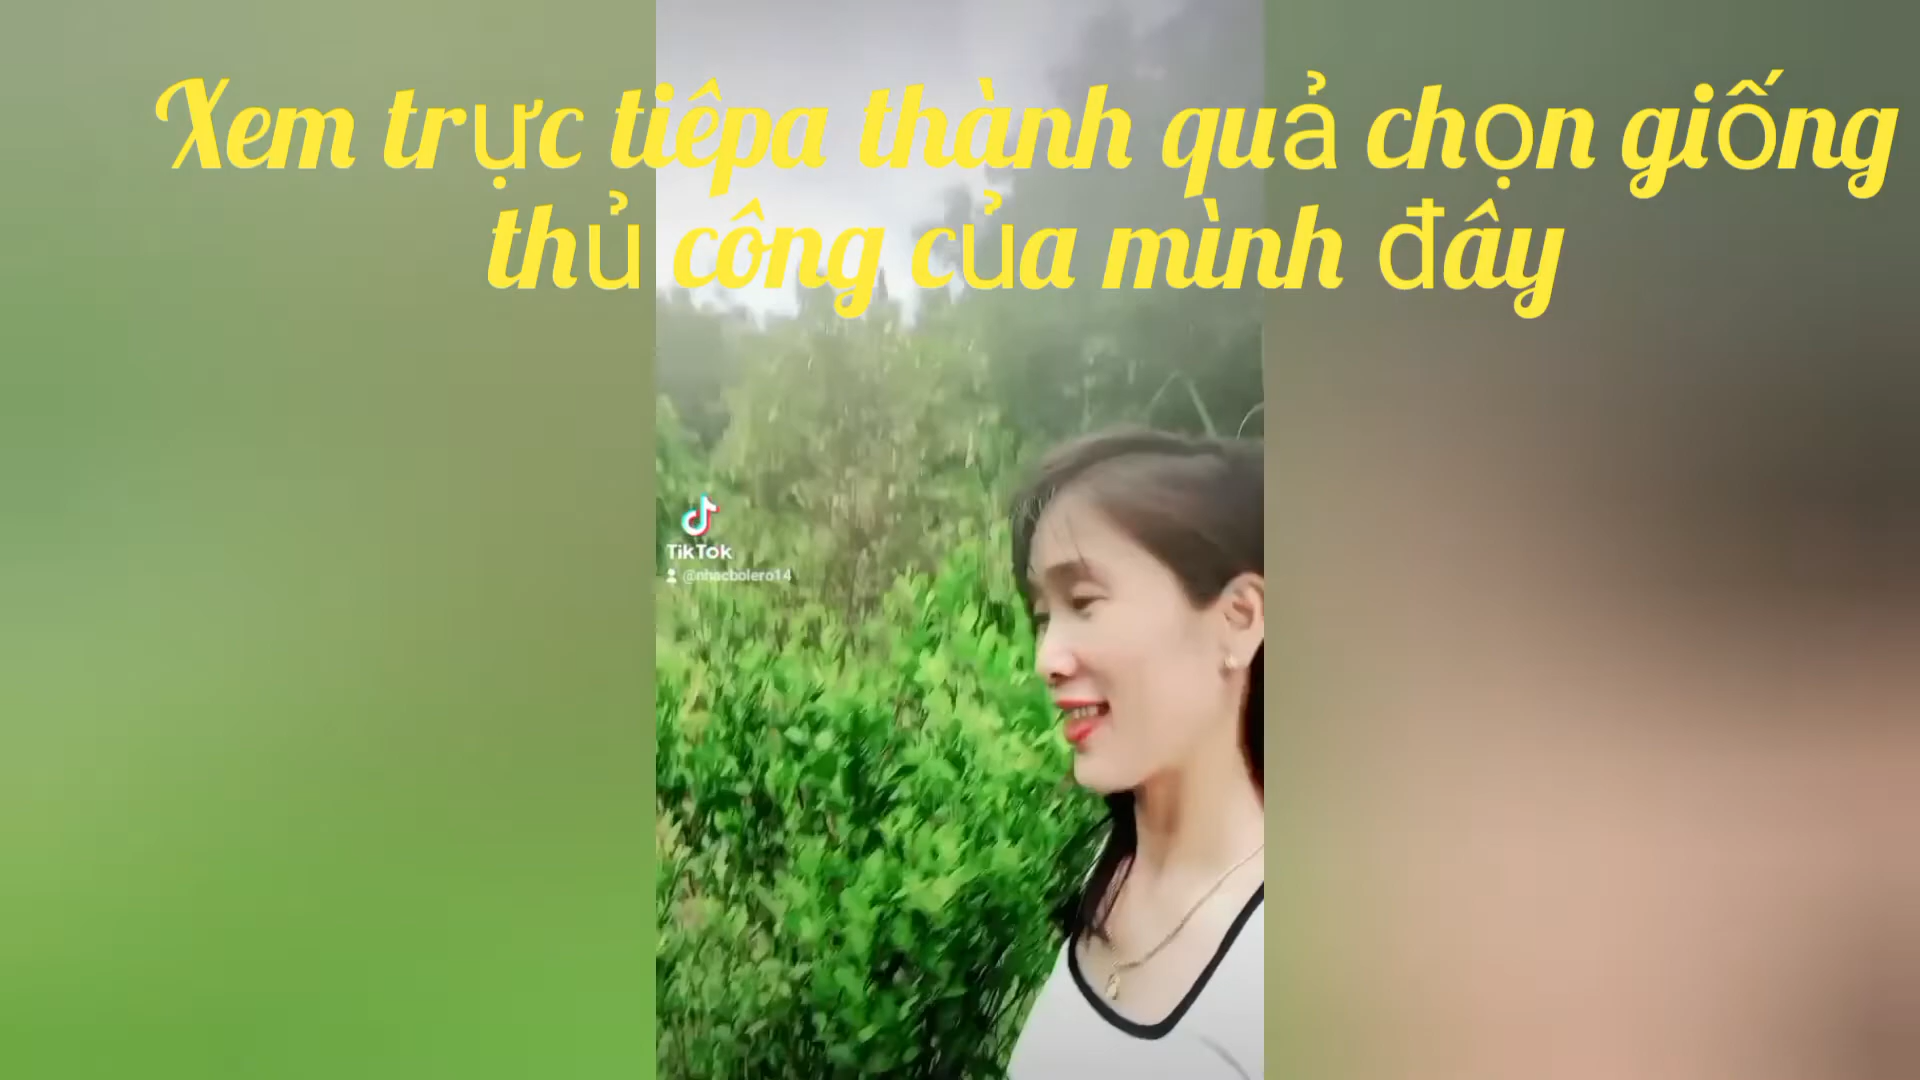 Xem trực tiêpa thành quả chọn giống
thủ công của mình đây
TikTok
@nhacbolero14